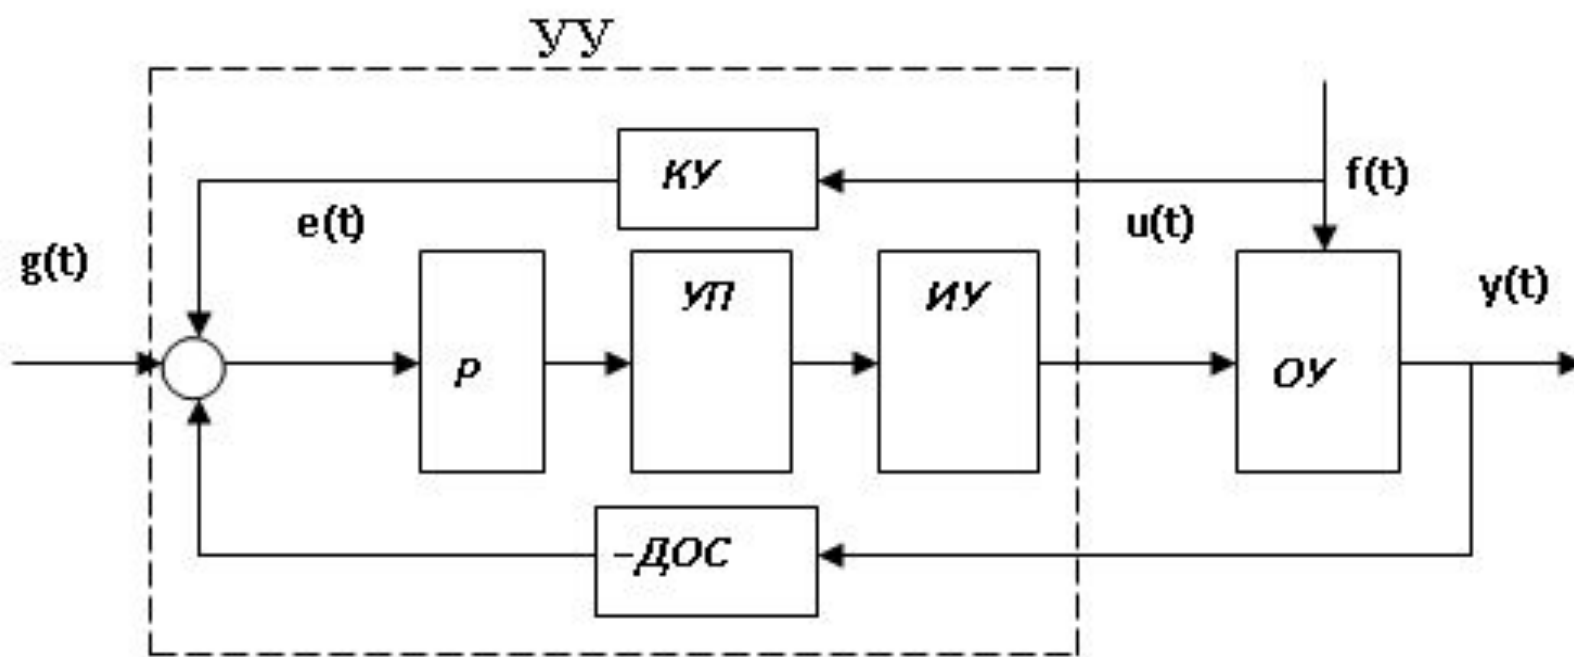 УУ
КУ
f(t)
e(t)
u(t)
g(t)
УП
ИУ
y(t)
Р
ОУ
–ДОС